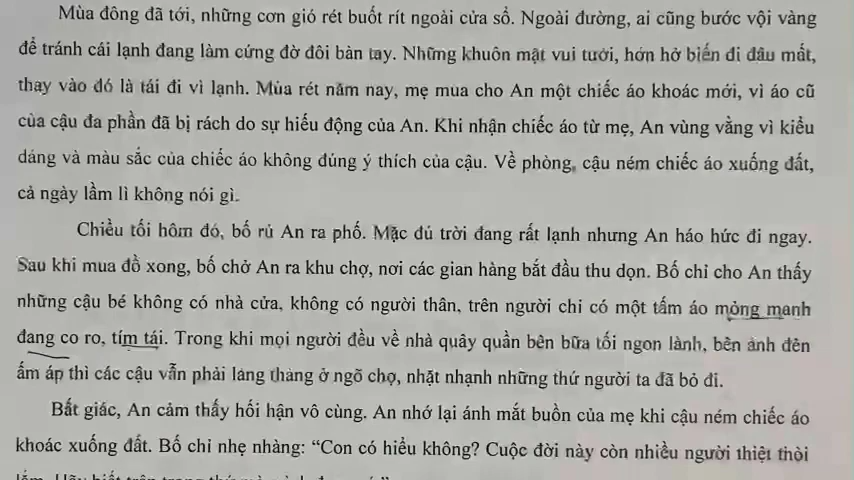 Mùa đông đã tới, những cơn gió rét buốt rít ngoài cửa sổ. Ngoài đường, ai cũng bước vội vàng
để tránh cái lạnh đang làm cứng đờ đôi bàn tay. Những khuôn mặt vui tươi, hớn hở biến đi đâu mất,
thay vào đó là tái đi vì lạnh. Mùa rét năm nay, mẹ mua cho An một chiếc áo khoác mới, vì áo cũ
của cậu đa phần đã bị rách do sự hiếu động của An. Khi nhận chiếc áo từ mẹ, An vùng vằng vì kiểu
dáng và màu sắc của chiếc áo không đúng ý thích của cậu. Về phòng, cậu ném chiếc áo xuống đất,
cả ngày lầm lì không nói gì.
Chiều tối hôm đó, bố rủ An ra phố. Mặc dù trời đang rất lạnh nhưng An háo hức đi ngay.
Sau khi mua đồ xong, bố chở An ra khu chợ, nơi các gian hàng bắt đầu thu dọn. Bố chỉ cho An thấy
những cậu bé không có nhà cửa, không có người thân, trên người chỉ có một tấm áo mỏng manh
đang co ro, tím tái. Trong khi mọi người đều về nhà quây quần bên bữa tối ngon lành, bên ánh đèn
ấm áp thì các cậu vẫn phải lang thang ở ngõ chợ, nhặt nhạnh những thứ người ta đã bỏ đi.
Bất giác, An cảm thấy hối hận vô cùng. An nhớ lại ánh mắt buồn của mẹ khi cậu ném chiếc áo
khoác xuống đất. Bố chỉ nhẹ nhàng: “Con có hiểu không? Cuộc đời này còn nhiều người thiệt thòi